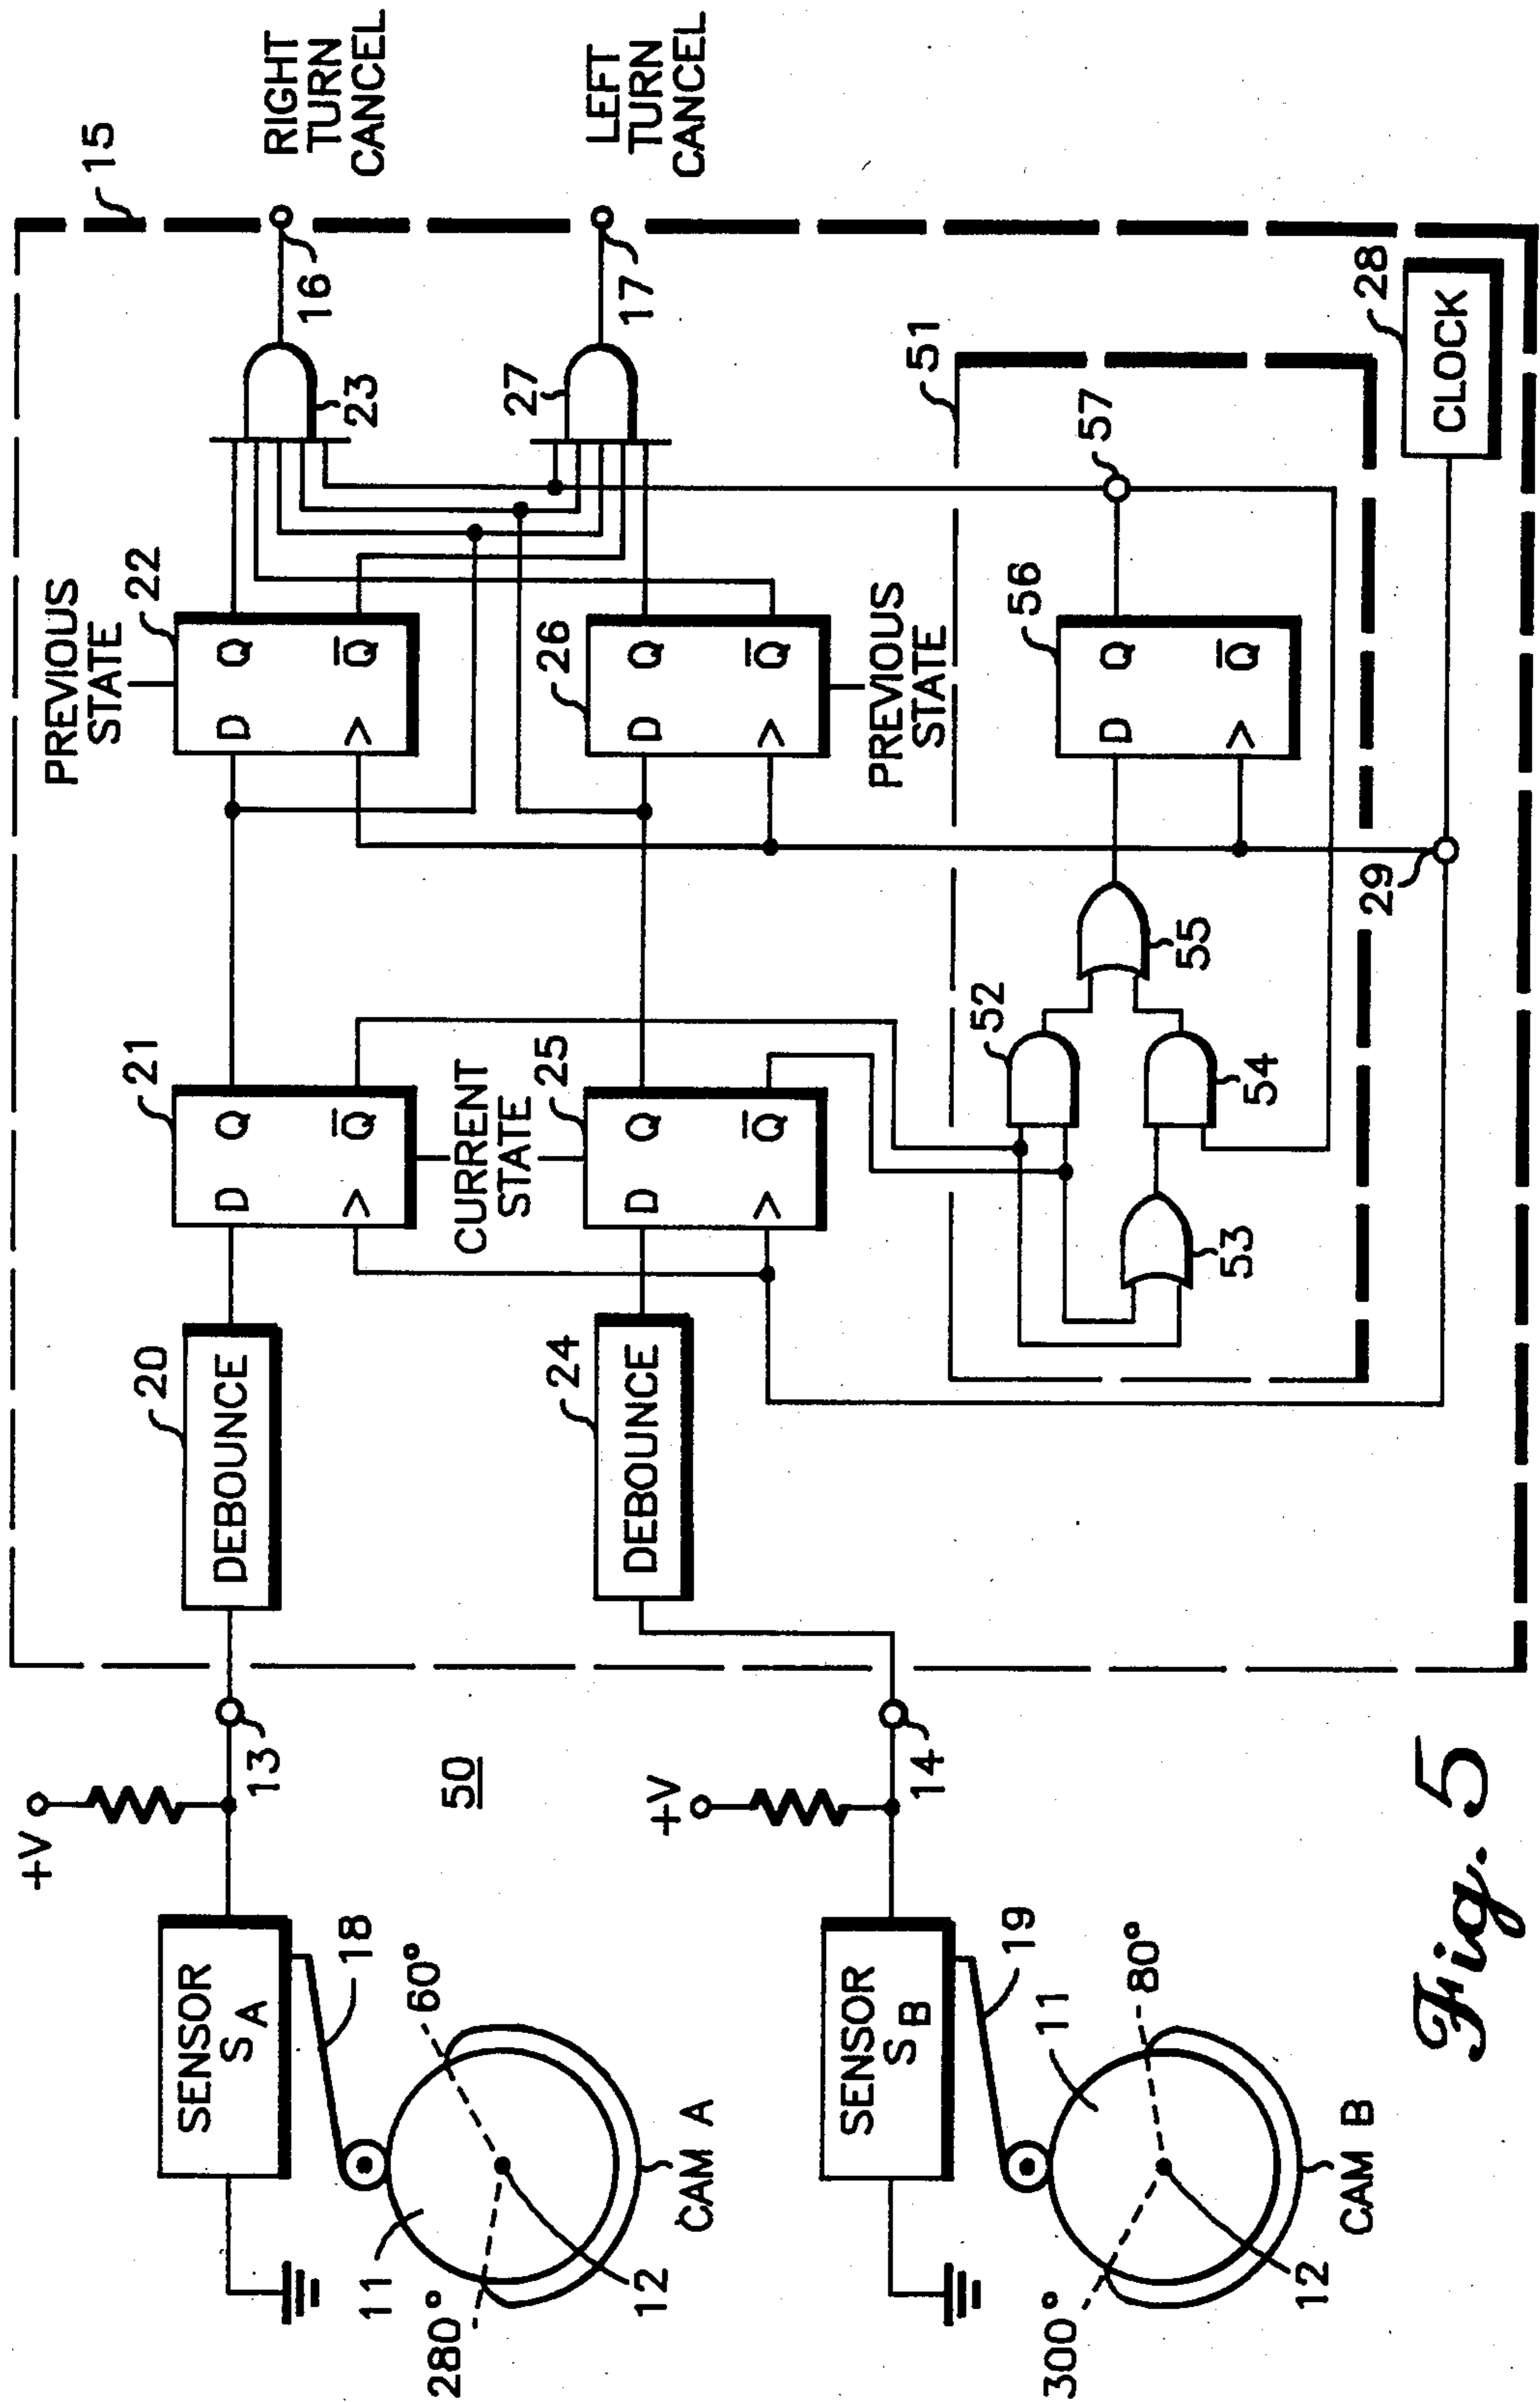 +V
SENSOR
S A
18
13
280°
60°
11
12
CAM A
50
+V
SENSOR
S B
19
14
300°
80°
11
12
CAM B
15
20
DEBOUNCE
21
D
Q
>
Q̅
CURRENT
STATE
PREVIOUS
STATE
22
D
Q
>
Q̅
23
16
RIGHT
TURN
CANCEL
24
DEBOUNCE
25
D
Q
>
Q̅
26
D
Q
>
Q̅
PREVIOUS
STATE
27
17
LEFT
TURN
CANCEL
51
52
53
54
55
56
D
Q
>
Q̅
57
29
28
CLOCK
Fig. 5